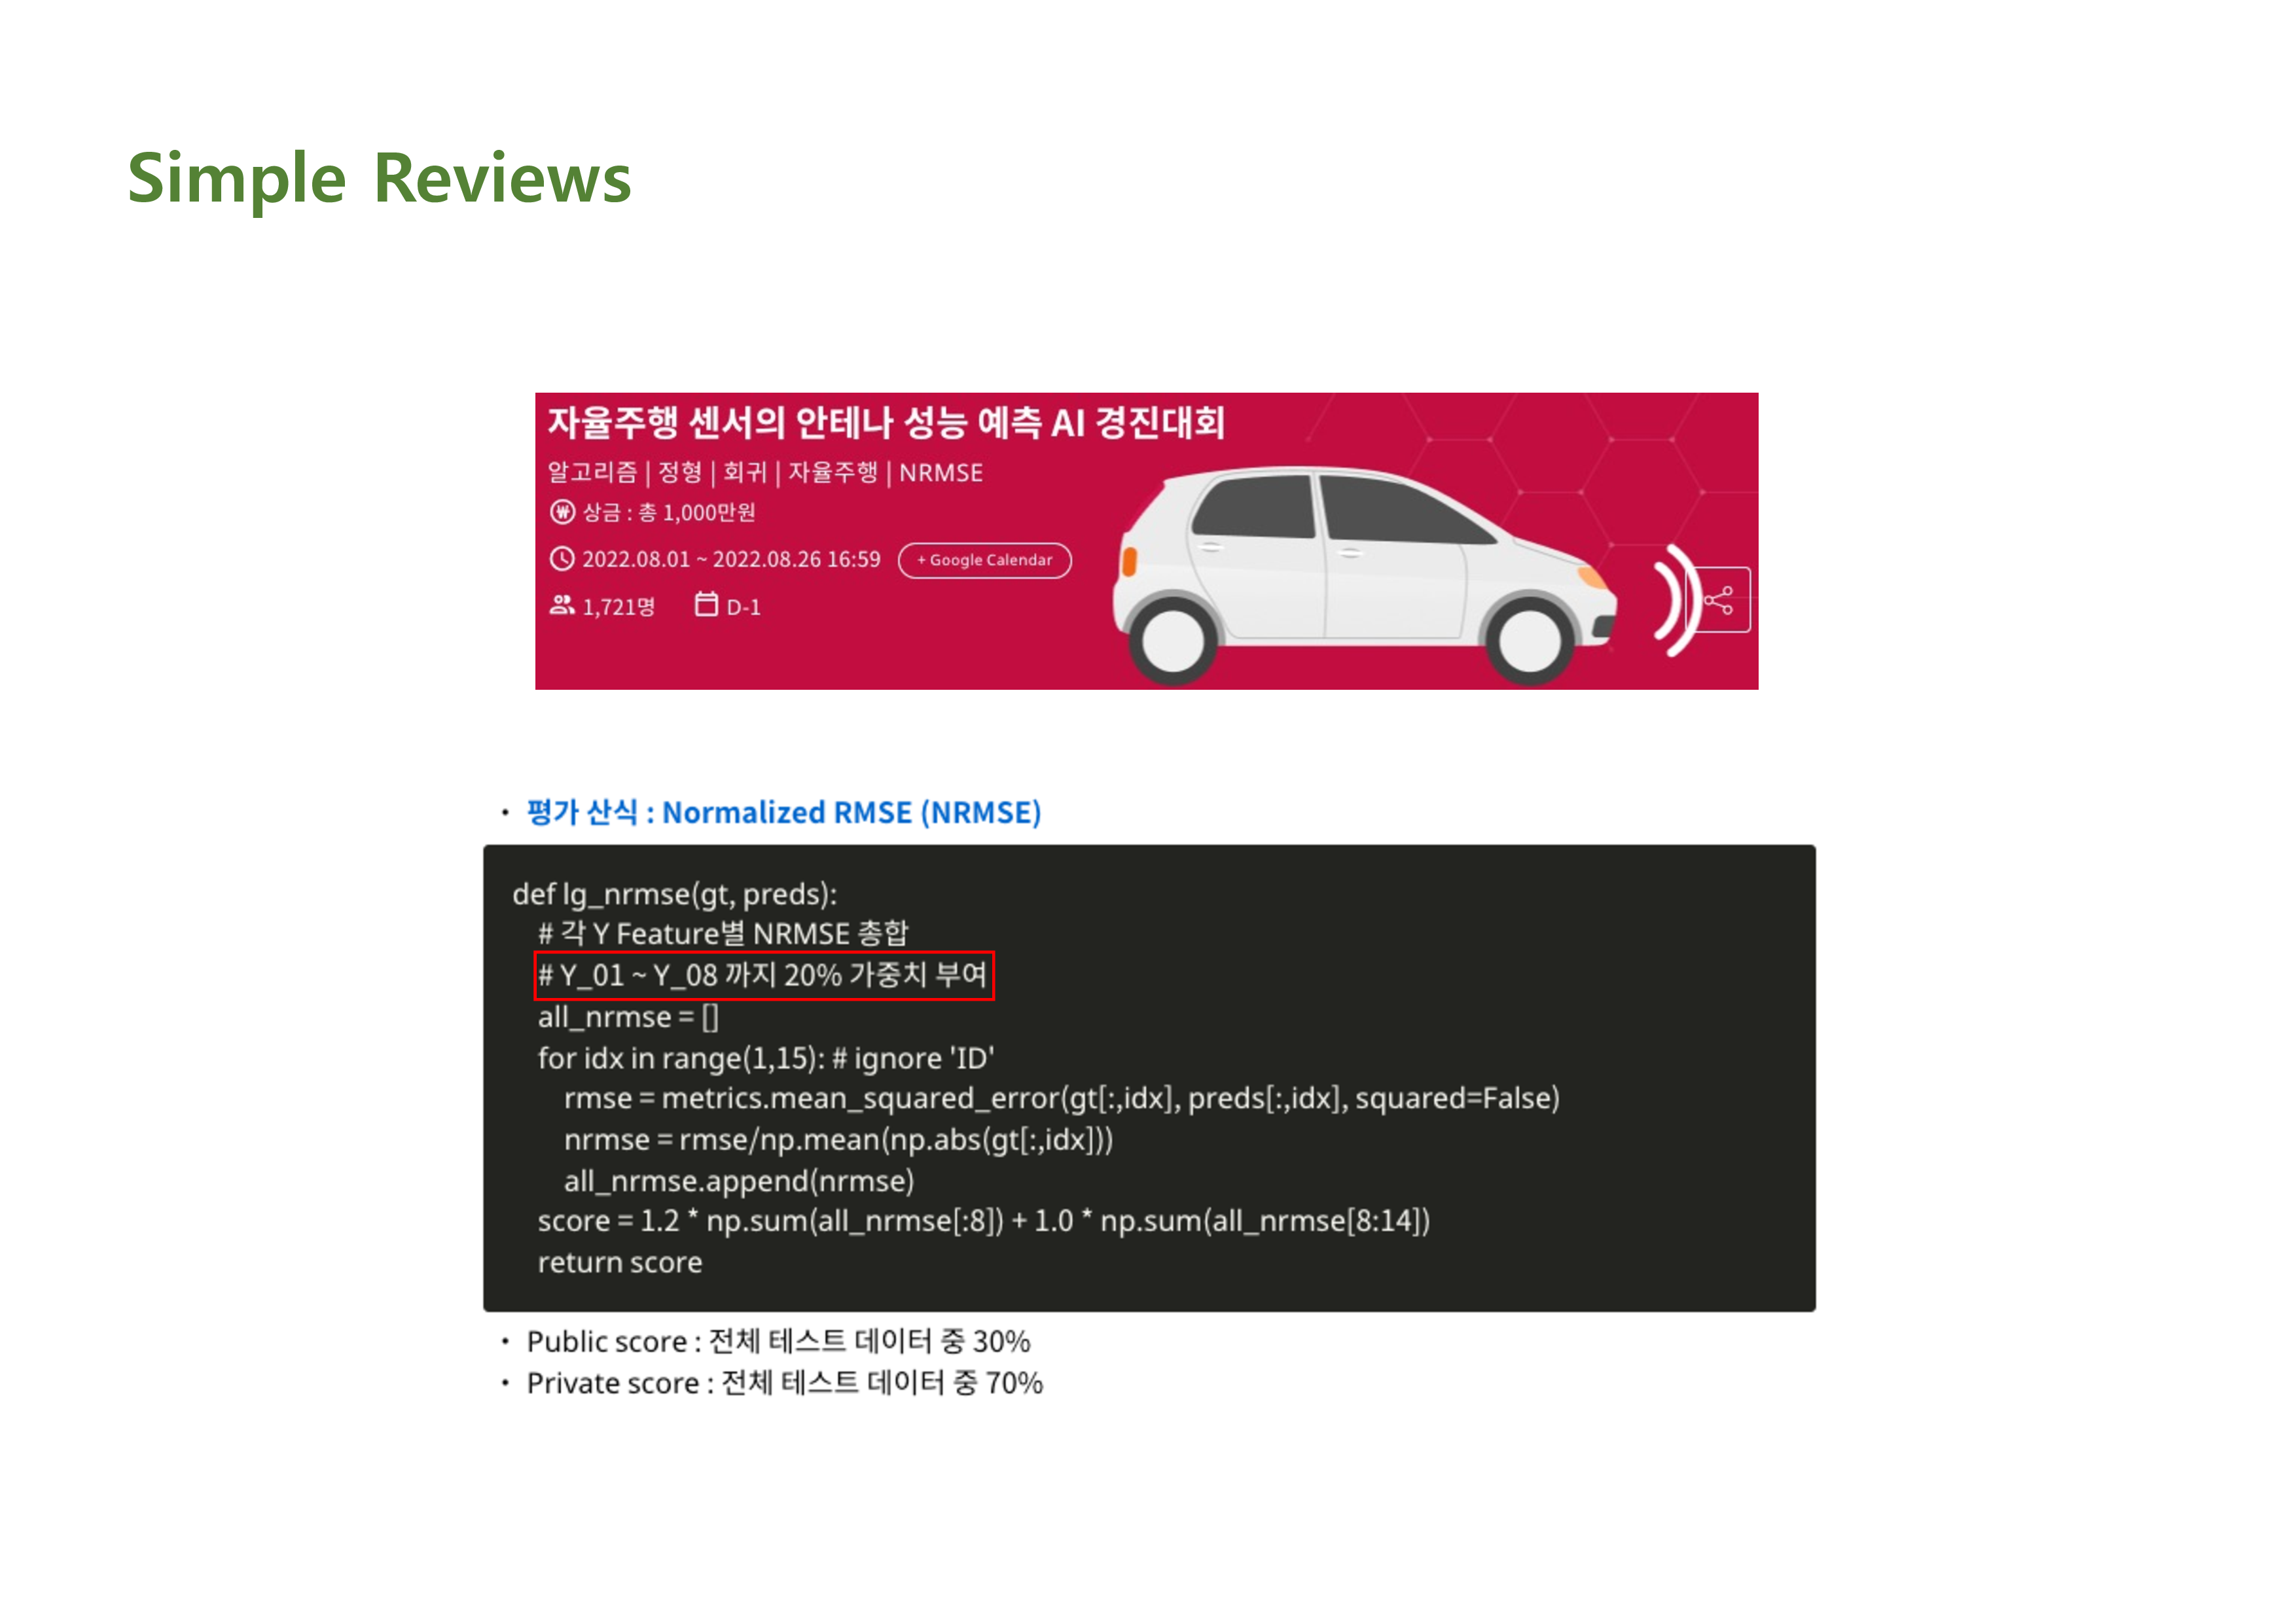 Simple Reviews
자율주행 센서의 안테나 성능 예측 AI 경진대회
알고리즘 | 정형 | 회귀 | 자율주행 | NRMSE
₩ 상금 : 총 1,000만원
2022.08.01 ~ 2022.08.26 16:59 + Google Calendar
1,721명 D-1
• 평가 산식 : Normalized RMSE (NRMSE)
def lg_nrmse(gt, preds):
# 각 Y Feature별 NRMSE 총합
# Y_01 ~ Y_08 까지 20% 가중치 부여
all_nrmse = []
for idx in range(1,15): # ignore 'ID'
rmse = metrics.mean_squared_error(gt[:,idx], preds[:,idx], squared=False)
nrmse = rmse/np.mean(np.abs(gt[:,idx]))
all_nrmse.append(nrmse)
score = 1.2 * np.sum(all_nrmse[:8]) + 1.0 * np.sum(all_nrmse[8:14])
return score
• Public score : 전체 테스트 데이터 중 30%
• Private score : 전체 테스트 데이터 중 70%